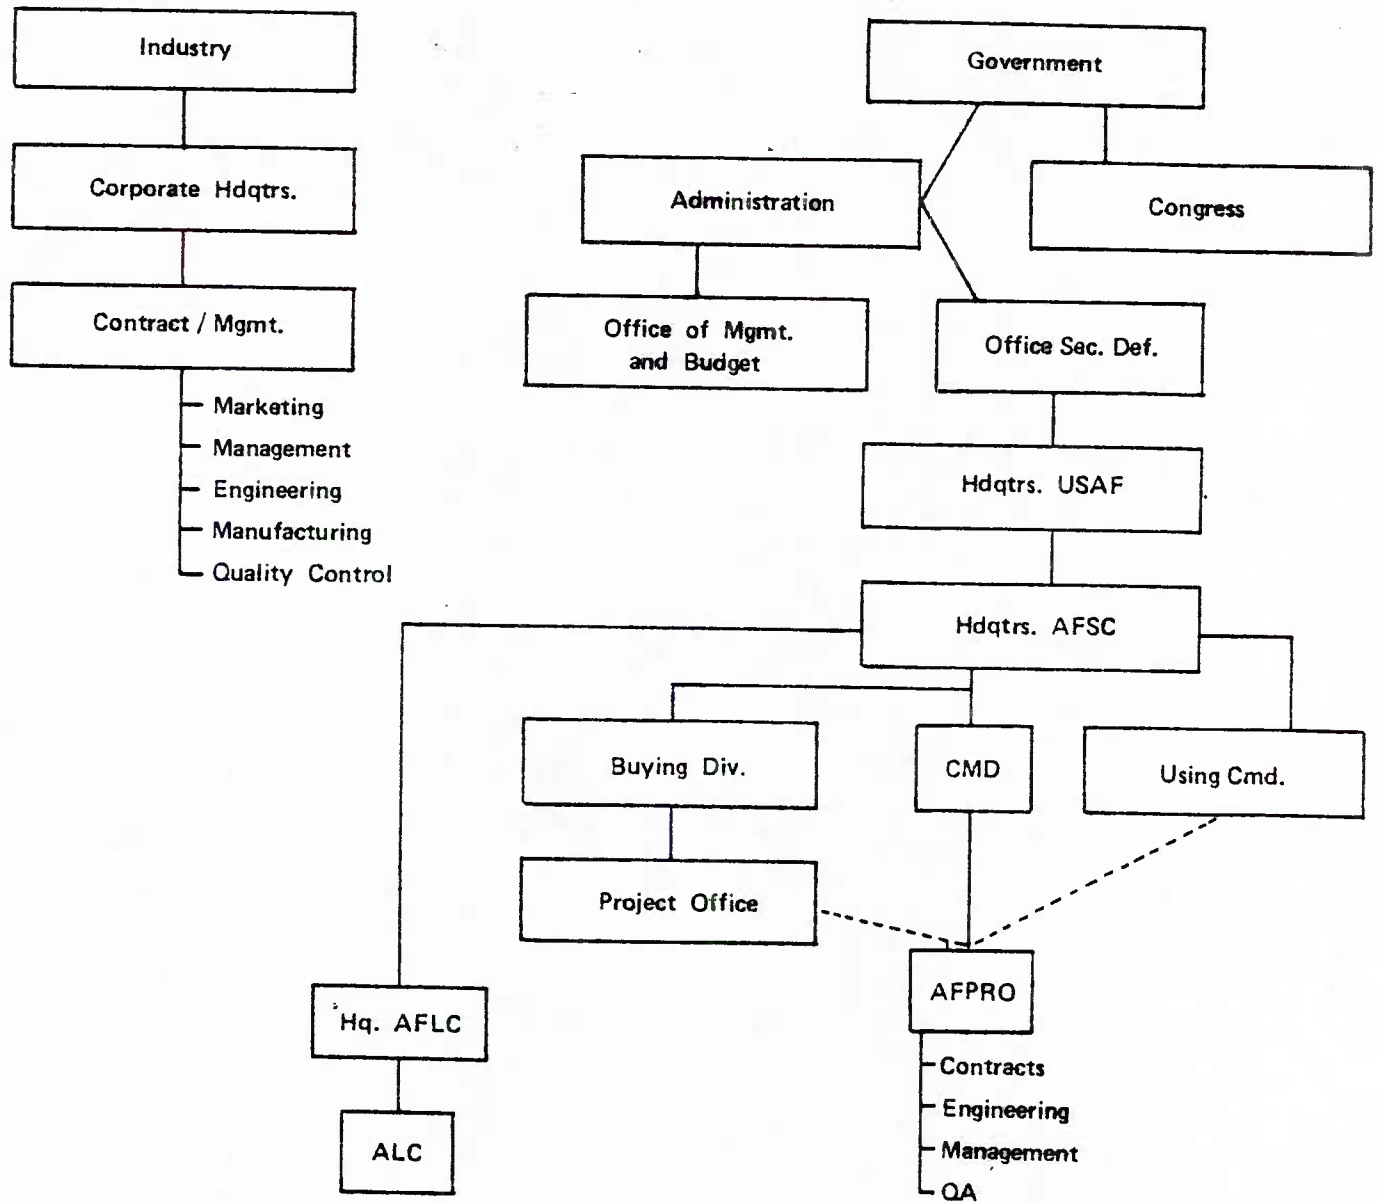 Industry
Corporate Hdqtrs.
Contract / Mgmt.
Marketing
Management
Engineering
Manufacturing
Quality Control
Government
Administration
Congress
Office of Mgmt.
and Budget
Office Sec. Def.
Hdqtrs. USAF
Hdqtrs. AFSC
Buying Div.
CMD
Using Cmd.
Project Office
AFPRO
Contracts
Engineering
Management
QA
Hq. AFLC
ALC